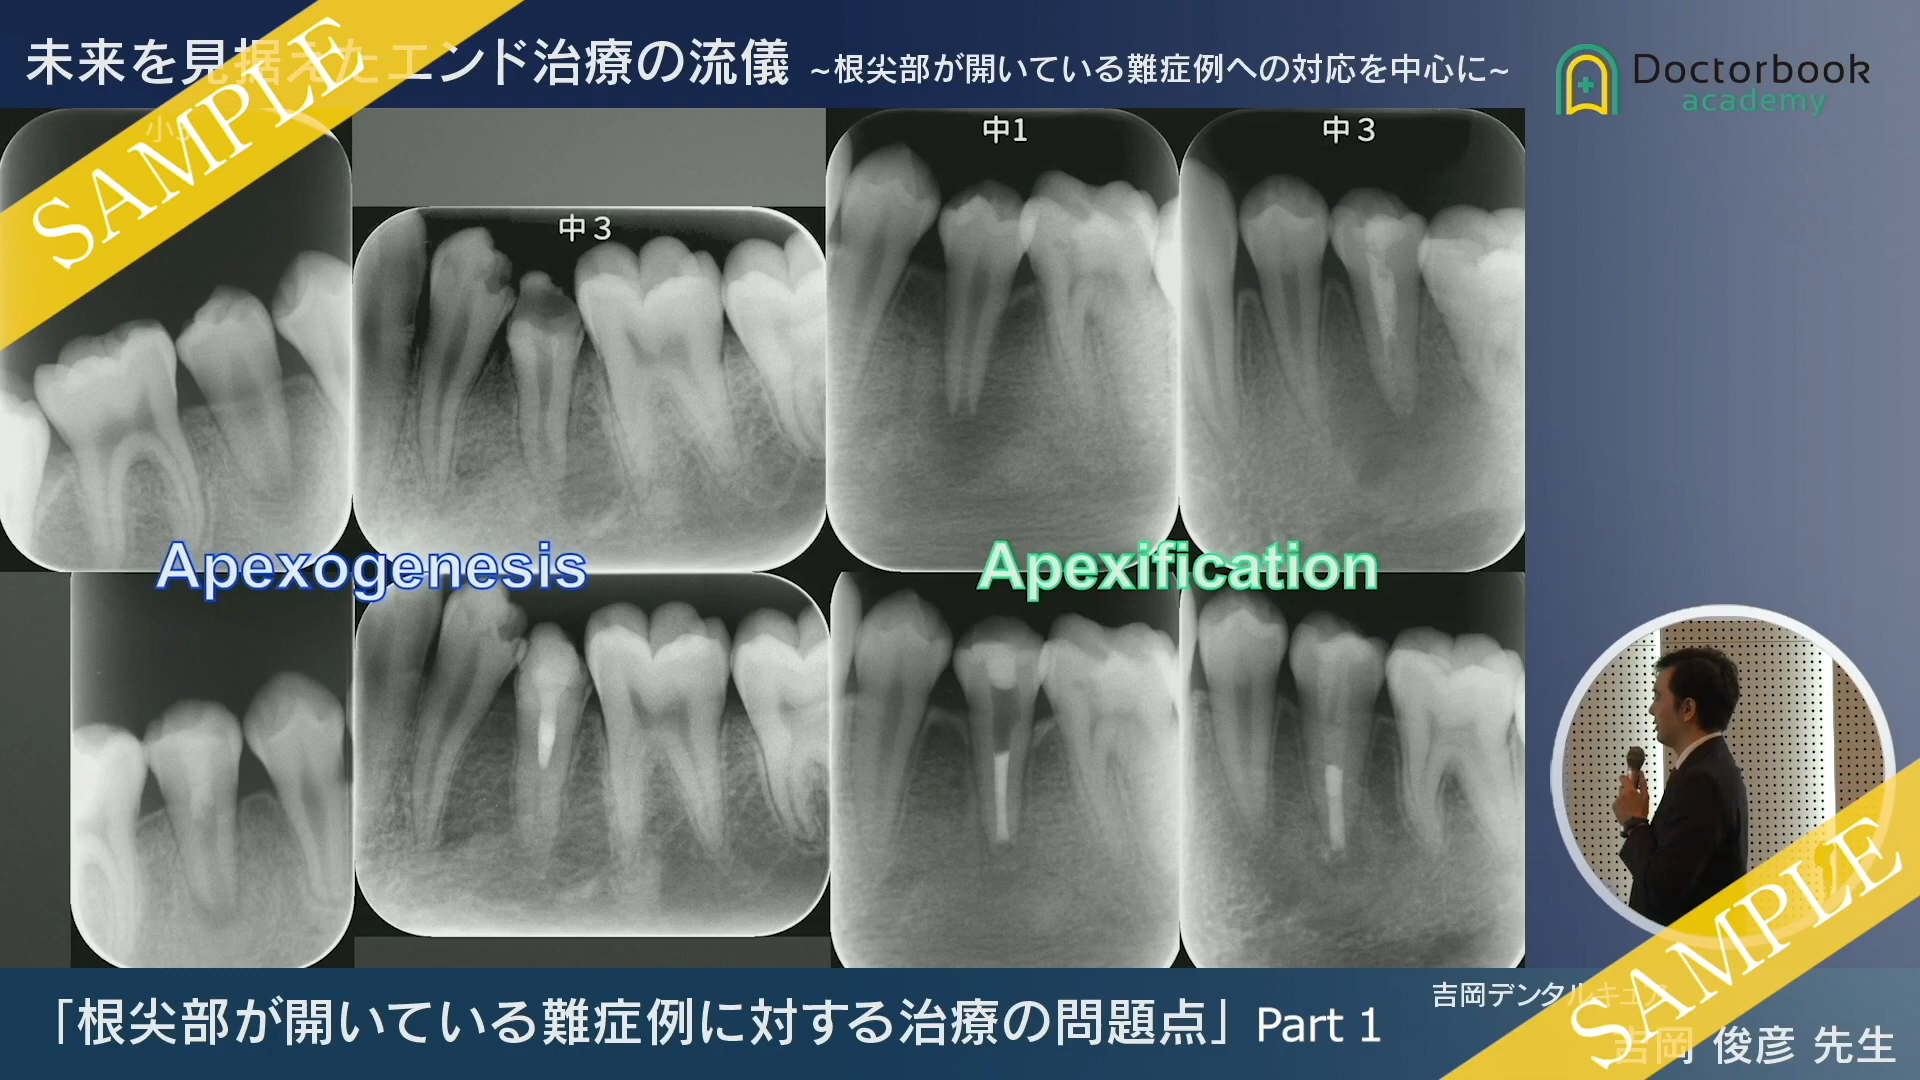 未来を見据えたエンド治療の流儀 ~根尖部が開いている難症例への対応を中心に~
Doctorbook
academy
SAMPLE
小5
中3
中1
中3
Apexogenesis
Apexification
「根尖部が開いている難症例に対する治療の問題点」 Part 1
吉岡デンタルキュア
吉岡 俊彦 先生
SAMPLE